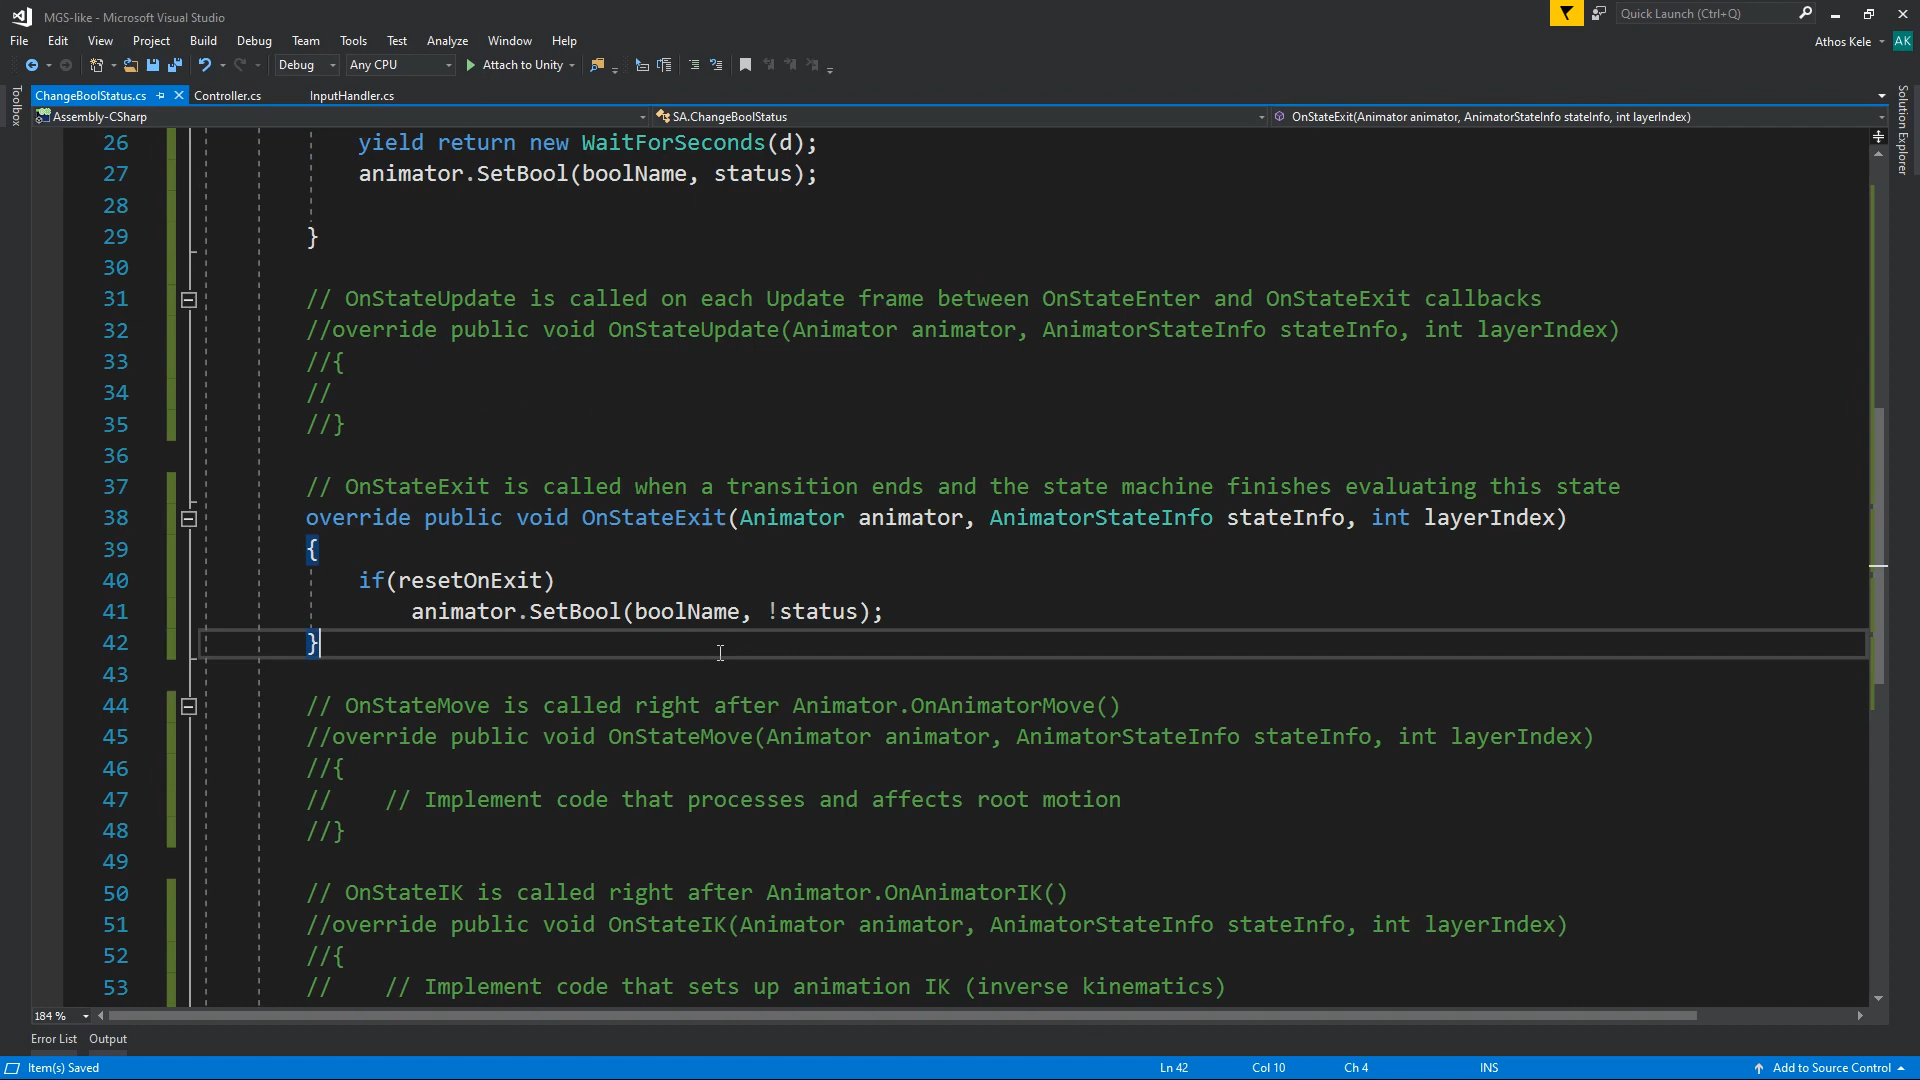 MGS-like - Microsoft Visual Studio
Quick Launch (Ctrl+Q)
File Edit View Project Build Debug Team Tools Test Analyze Window Help
Athos Kele AK
Debug Any CPU Attach to Unity
Toolbox
ChangeBoolStatus.cs Controller.cs InputHandler.cs
Solution Explorer
Assembly-CSharp SA.ChangeBoolStatus OnStateExit(Animator animator, AnimatorStateInfo stateInfo, int layerIndex)
26 yield return new WaitForSeconds(d);
27 animator.SetBool(boolName, status);
28
29 }
30
31 // OnStateUpdate is called on each Update frame between OnStateEnter and OnStateExit callbacks
32 //override public void OnStateUpdate(Animator animator, AnimatorStateInfo stateInfo, int layerIndex)
33 //{
34 //
35 //}
36
37 // OnStateExit is called when a transition ends and the state machine finishes evaluating this state
38 override public void OnStateExit(Animator animator, AnimatorStateInfo stateInfo, int layerIndex)
39 {
40 if(resetOnExit)
41 animator.SetBool(boolName, !status);
42 }
43
44 // OnStateMove is called right after Animator.OnAnimatorMove()
45 //override public void OnStateMove(Animator animator, AnimatorStateInfo stateInfo, int layerIndex)
46 //{
47 // // Implement code that processes and affects root motion
48 //}
49
50 // OnStateIK is called right after Animator.OnAnimatorIK()
51 //override public void OnStateIK(Animator animator, AnimatorStateInfo stateInfo, int layerIndex)
52 //{
53 // // Implement code that sets up animation IK (inverse kinematics)
184 %
Error List Output
Item(s) Saved Ln 42 Col 10 Ch 4 INS Add to Source Control